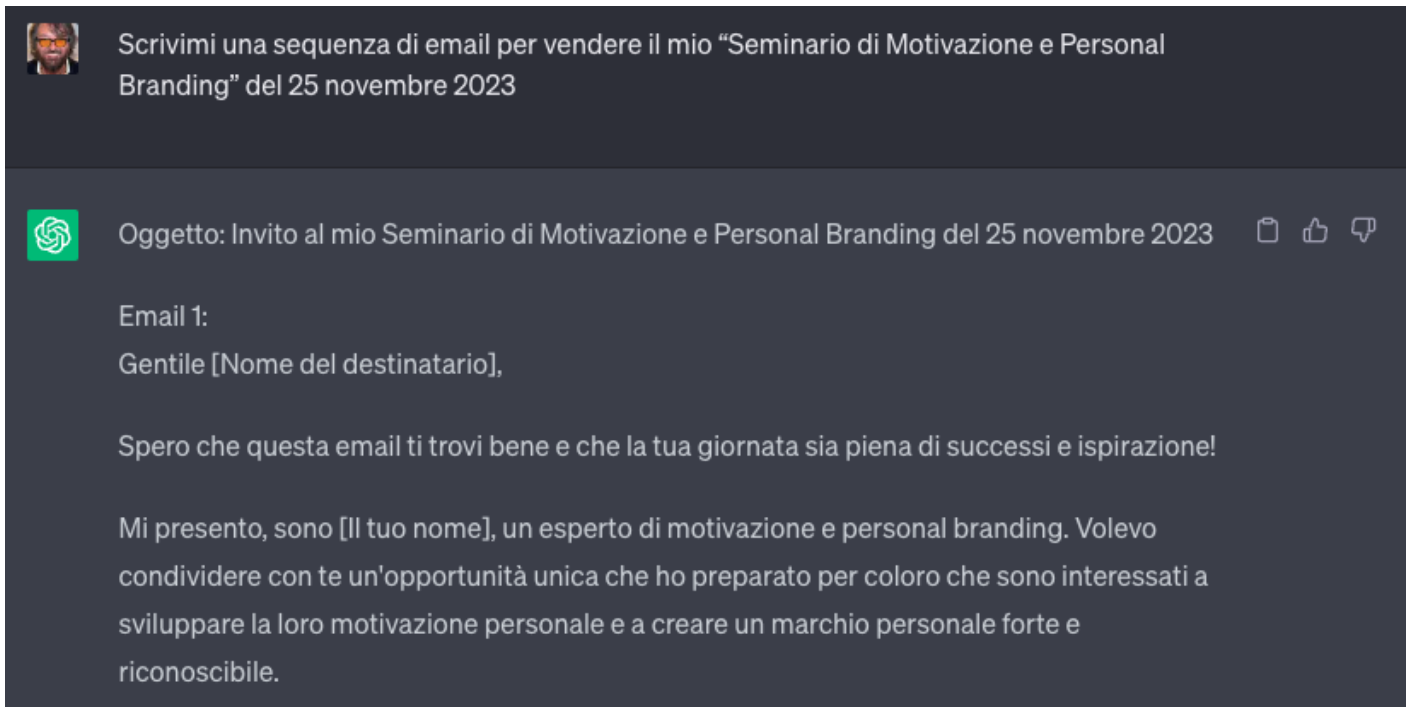 Scrivimi una sequenza di email per vendere il mio “Seminario di Motivazione e Personal
Branding” del 25 novembre 2023
Oggetto: Invito al mio Seminario di Motivazione e Personal Branding del 25 novembre 2023
Email 1:
Gentile [Nome del destinatario],
Spero che questa email ti trovi bene e che la tua giornata sia piena di successi e ispirazione!
Mi presento, sono [Il tuo nome], un esperto di motivazione e personal branding. Volevo
condividere con te un'opportunità unica che ho preparato per coloro che sono interessati a
sviluppare la loro motivazione personale e a creare un marchio personale forte e
riconoscibile.